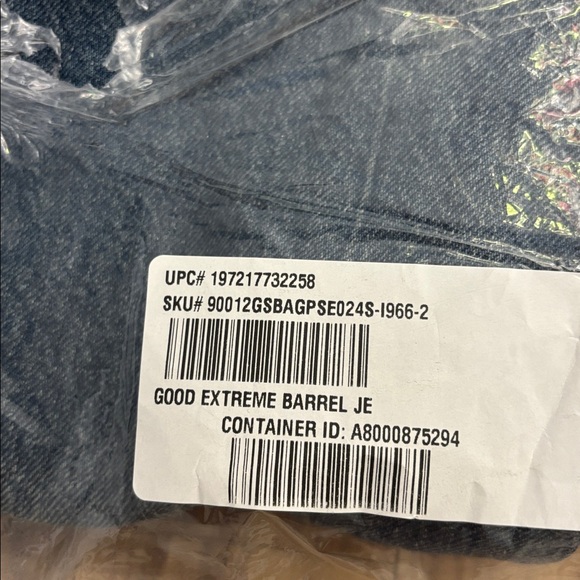 UPC# 197217732258
SKU# 90012GSBAGPSE024S-I966-2
GOOD EXTREME BARREL JE
CONTAINER ID: A8000875294